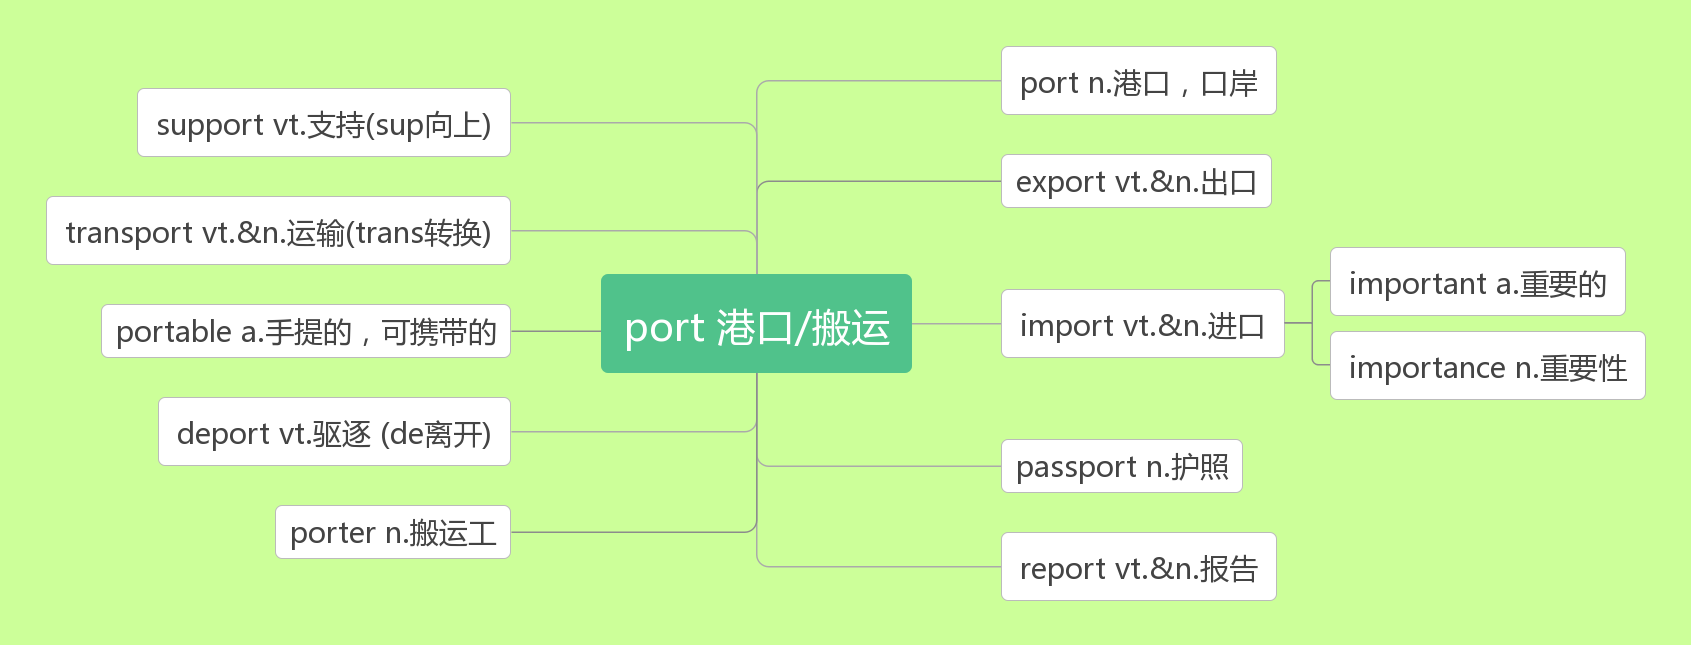 port 港口/搬运
port n.港口，口岸
export vt.&n.出口
import vt.&n.进口
important a.重要的
importance n.重要性
passport n.护照
report vt.&n.报告
support vt.支持(sup向上)
transport vt.&n.运输(trans转换)
portable a.手提的，可携带的
deport vt.驱逐 (de离开)
porter n.搬运工